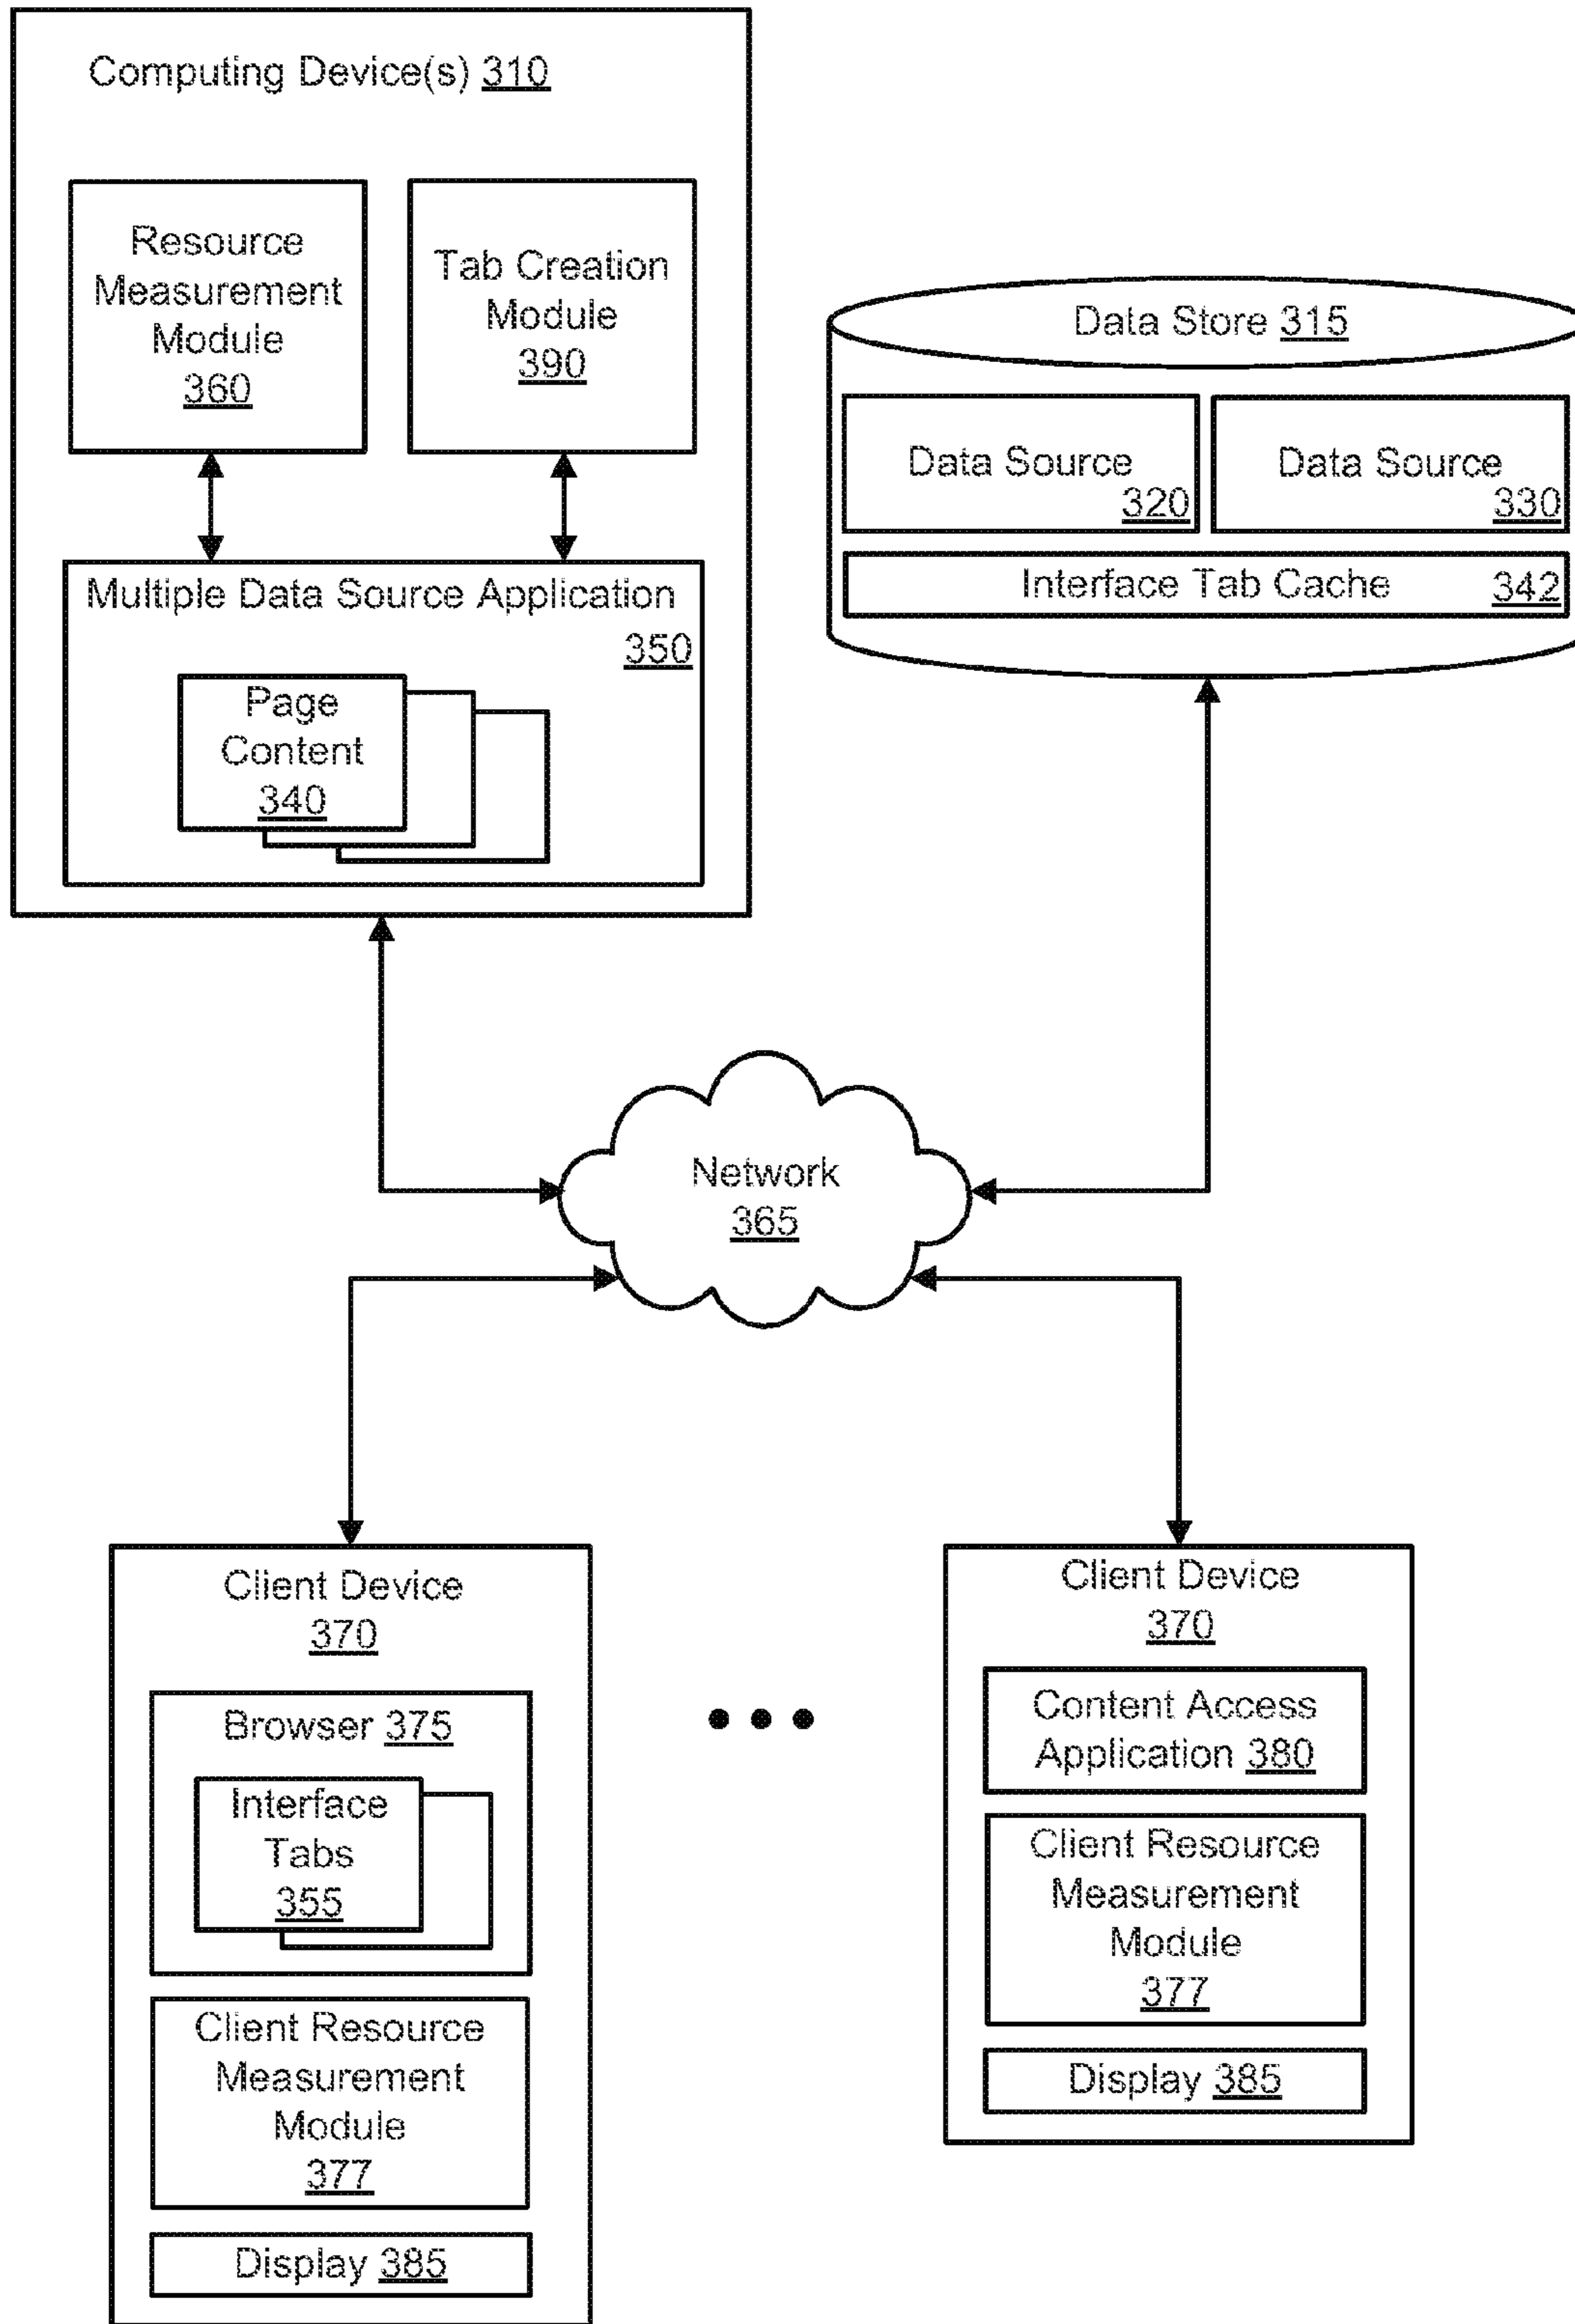 Computing Device(s) 310
Resource
Measurement
Module
360
Tab Creation
Module
390
Multiple Data Source Application
350
Page
Content
340
Data Store 315
Data Source
320
Data Source
330
Interface Tab Cache 342
Network
365
Client Device
370
Browser 375
Interface
Tabs
355
Client Resource
Measurement
Module
377
Display 385
Client Device
370
Content Access
Application 380
Client Resource
Measurement
Module
377
Display 385